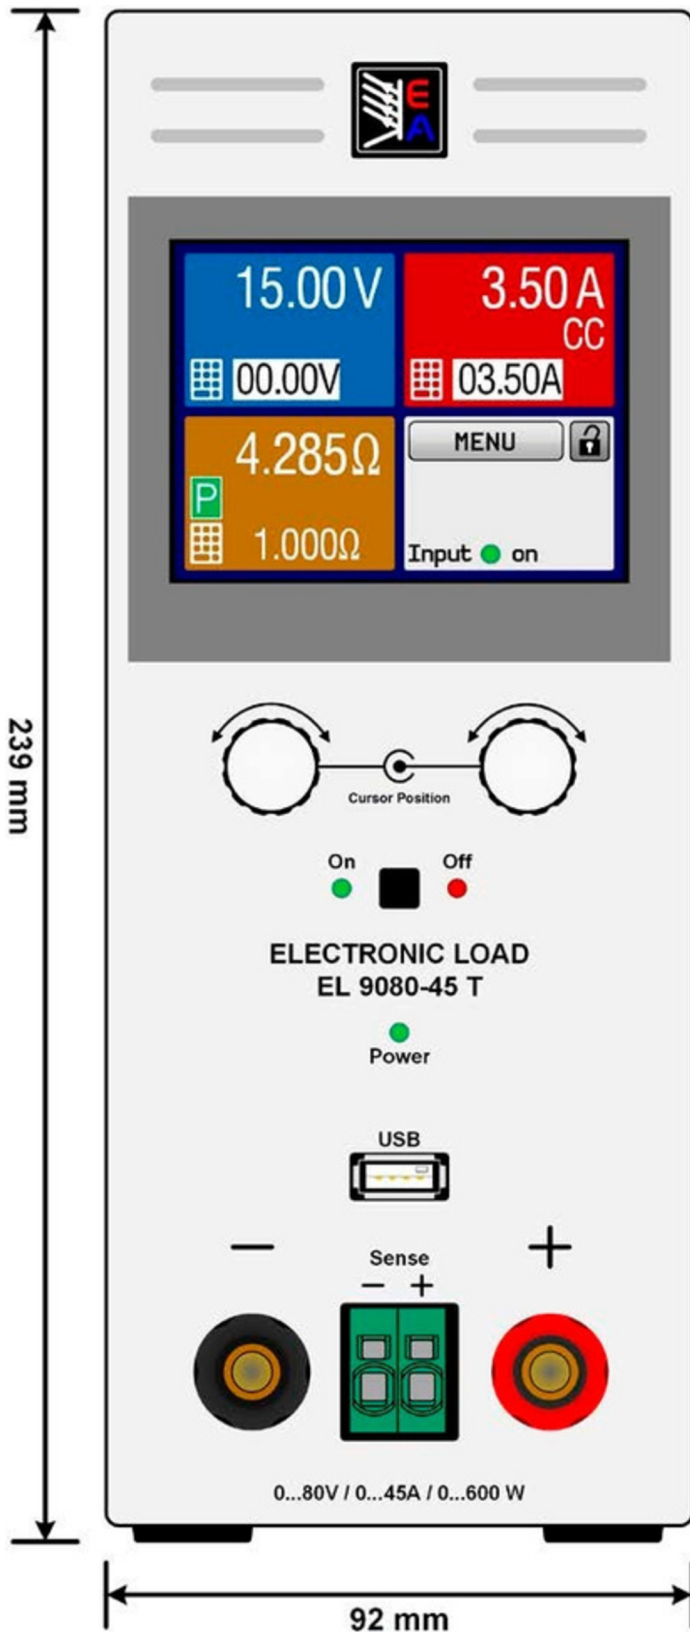 E
A
15.00 V
3.50 A
CC
00.00V
03.50A
4.285Ω
P
1.000Ω
MENU
Input on
239 mm
Cursor Position
On Off
ELECTRONIC LOAD
EL 9080-45 T
Power
USB
− +
Sense
− +
0...80V / 0...45A / 0...600 W
92 mm